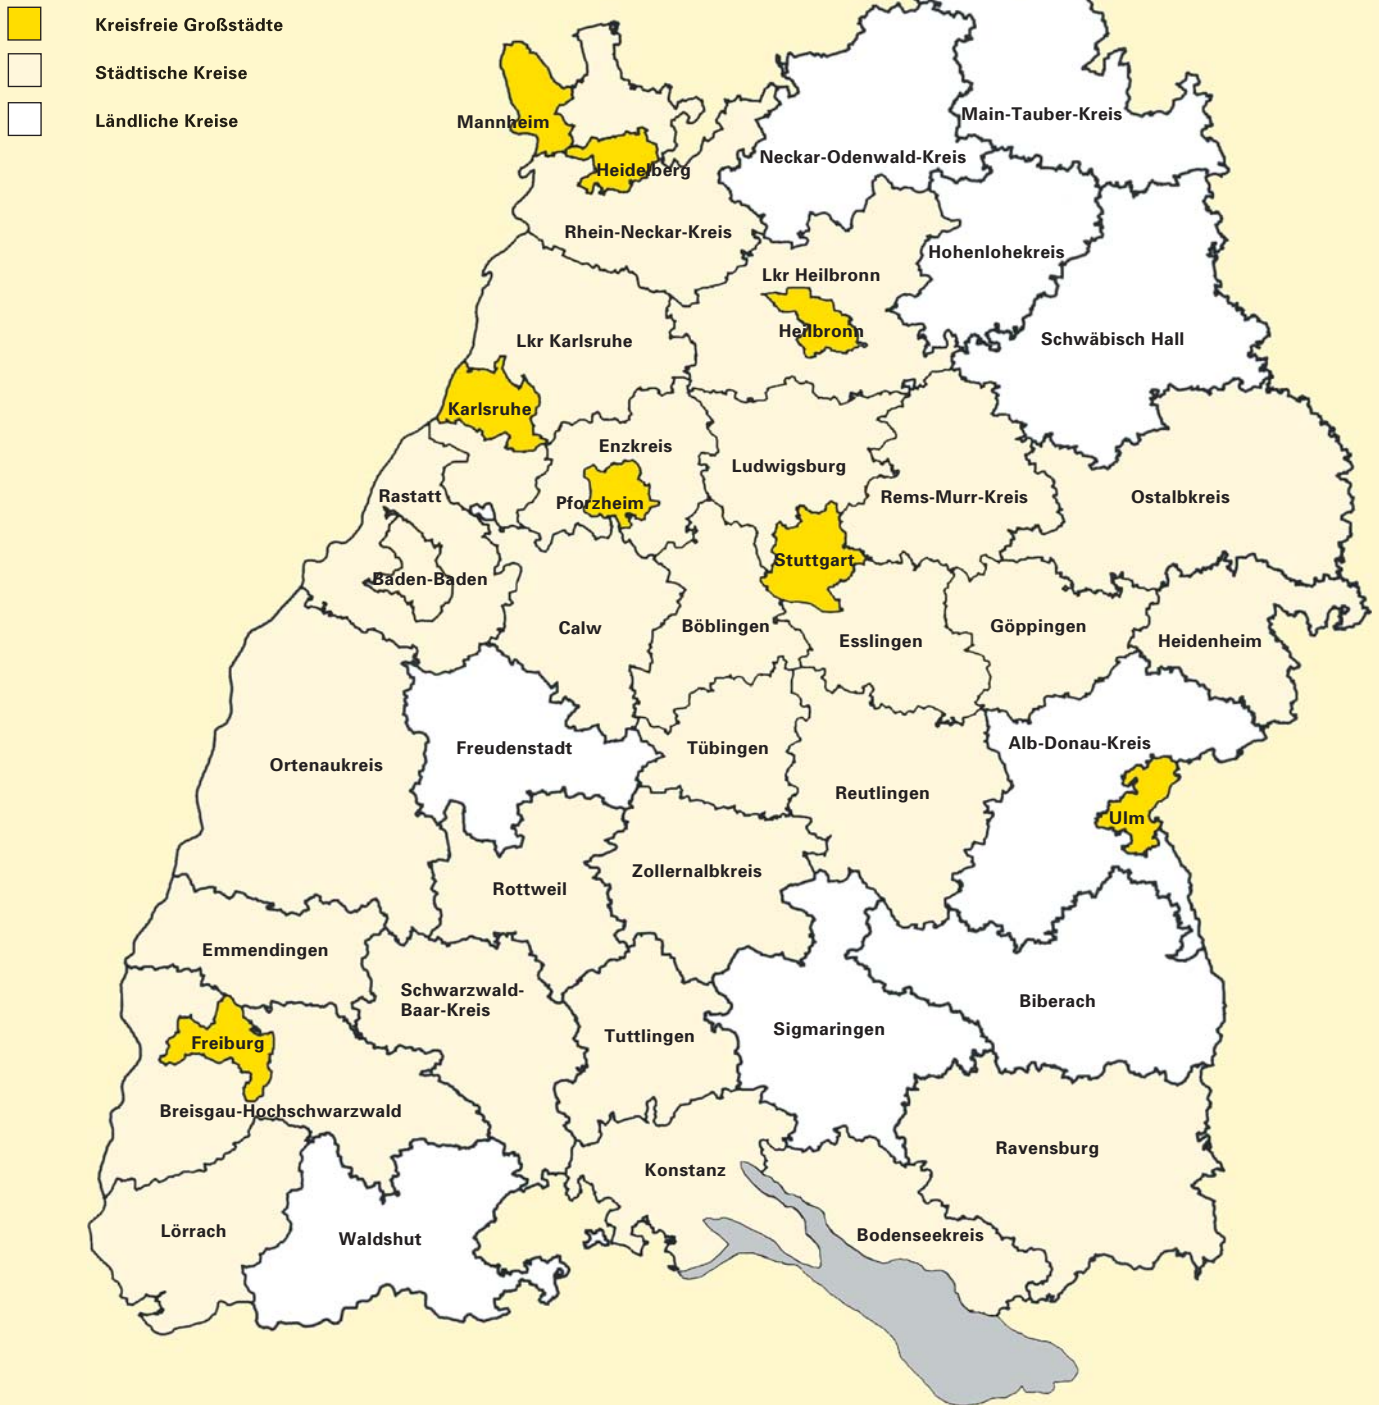 Kreisfreie Großstädte
Städtische Kreise
Ländliche Kreise
Main-Tauber-Kreis
Mannheim
Neckar-Odenwald-Kreis
Heidelberg
Rhein-Neckar-Kreis
Hohenlohekreis
Lkr Heilbronn
Heilbronn
Lkr Karlsruhe
Schwäbisch Hall
Karlsruhe
Enzkreis
Ludwigsburg
Rastatt
Pforzheim
Rems-Murr-Kreis
Ostalbkreis
Stuttgart
Baden-Baden
Calw
Böblingen
Esslingen
Göppingen
Heidenheim
Freudenstadt
Tübingen
Alb-Donau-Kreis
Ortenaukreis
Reutlingen
Ulm
Zollernalbkreis
Rottweil
Emmendingen
Schwarzwald-
Baar-Kreis
Biberach
Sigmaringen
Tuttlingen
Freiburg
Breisgau-Hochschwarzwald
Ravensburg
Konstanz
Lörrach
Waldshut
Bodenseekreis